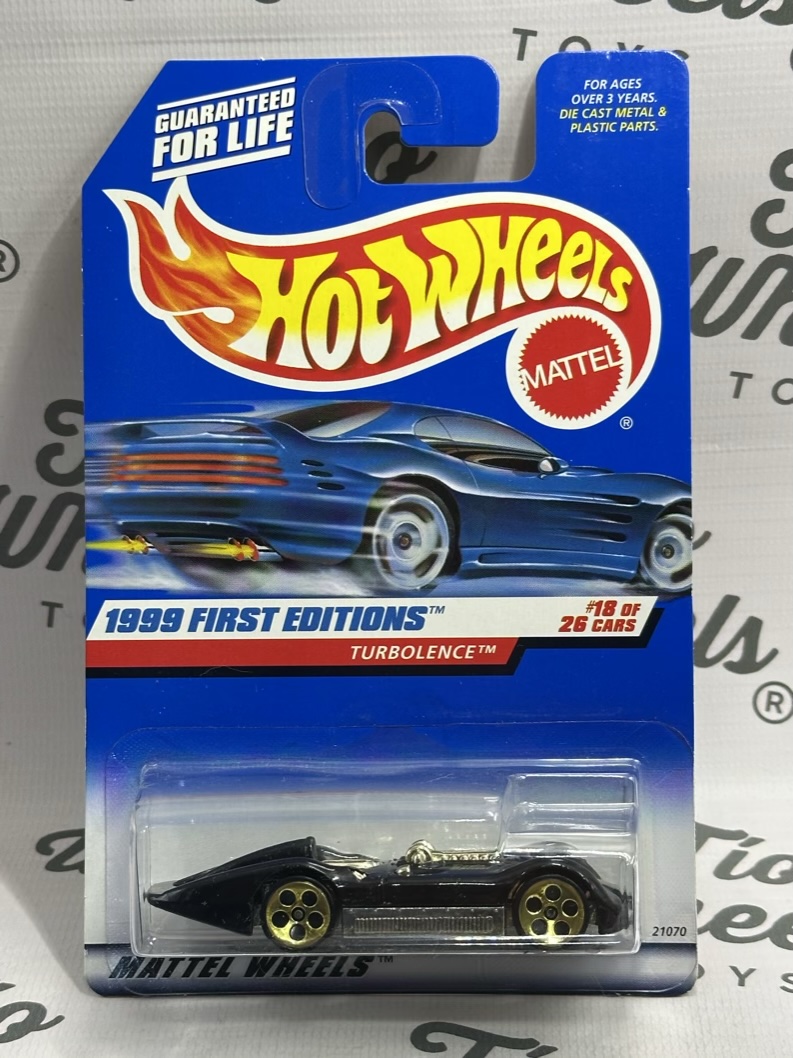 GUARANTEED
FOR LIFE
FOR AGES
OVER 3 YEARS.
DIE CAST METAL &
PLASTIC PARTS.
HOT WHEELS
MATTEL
®
1999 FIRST EDITIONS™
#18 OF
26 CARS
TURBOLENCE™
21070
MATTEL WHEELS™
TOYS
®
®